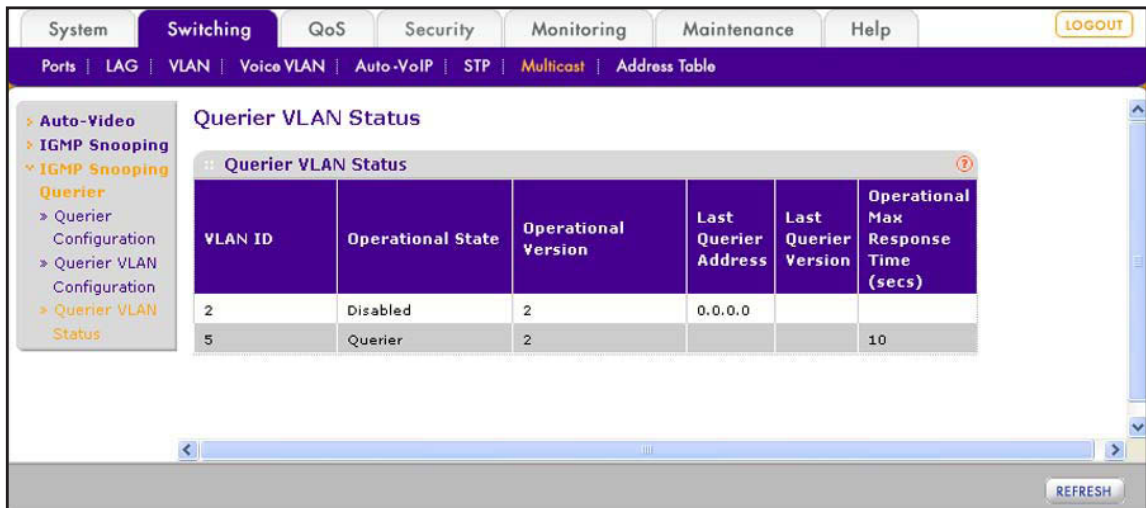 System Switching QoS Security Monitoring Maintenance Help LOGOUT
Ports | LAG | VLAN | Voice VLAN | Auto-VoIP | STP | Multicast | Address Table
Auto-Video
IGMP Snooping
IGMP Snooping
Querier
» Querier
Configuration
» Querier VLAN
Configuration
» Querier VLAN
Status
Querier VLAN Status
Querier VLAN Status ?
VLAN ID
Operational State
Operational
Version
Last
Querier
Address
Last
Querier
Version
Operational
Max
Response
Time
(secs)
2 Disabled 2 0.0.0.0
5 Querier 2 10
REFRESH